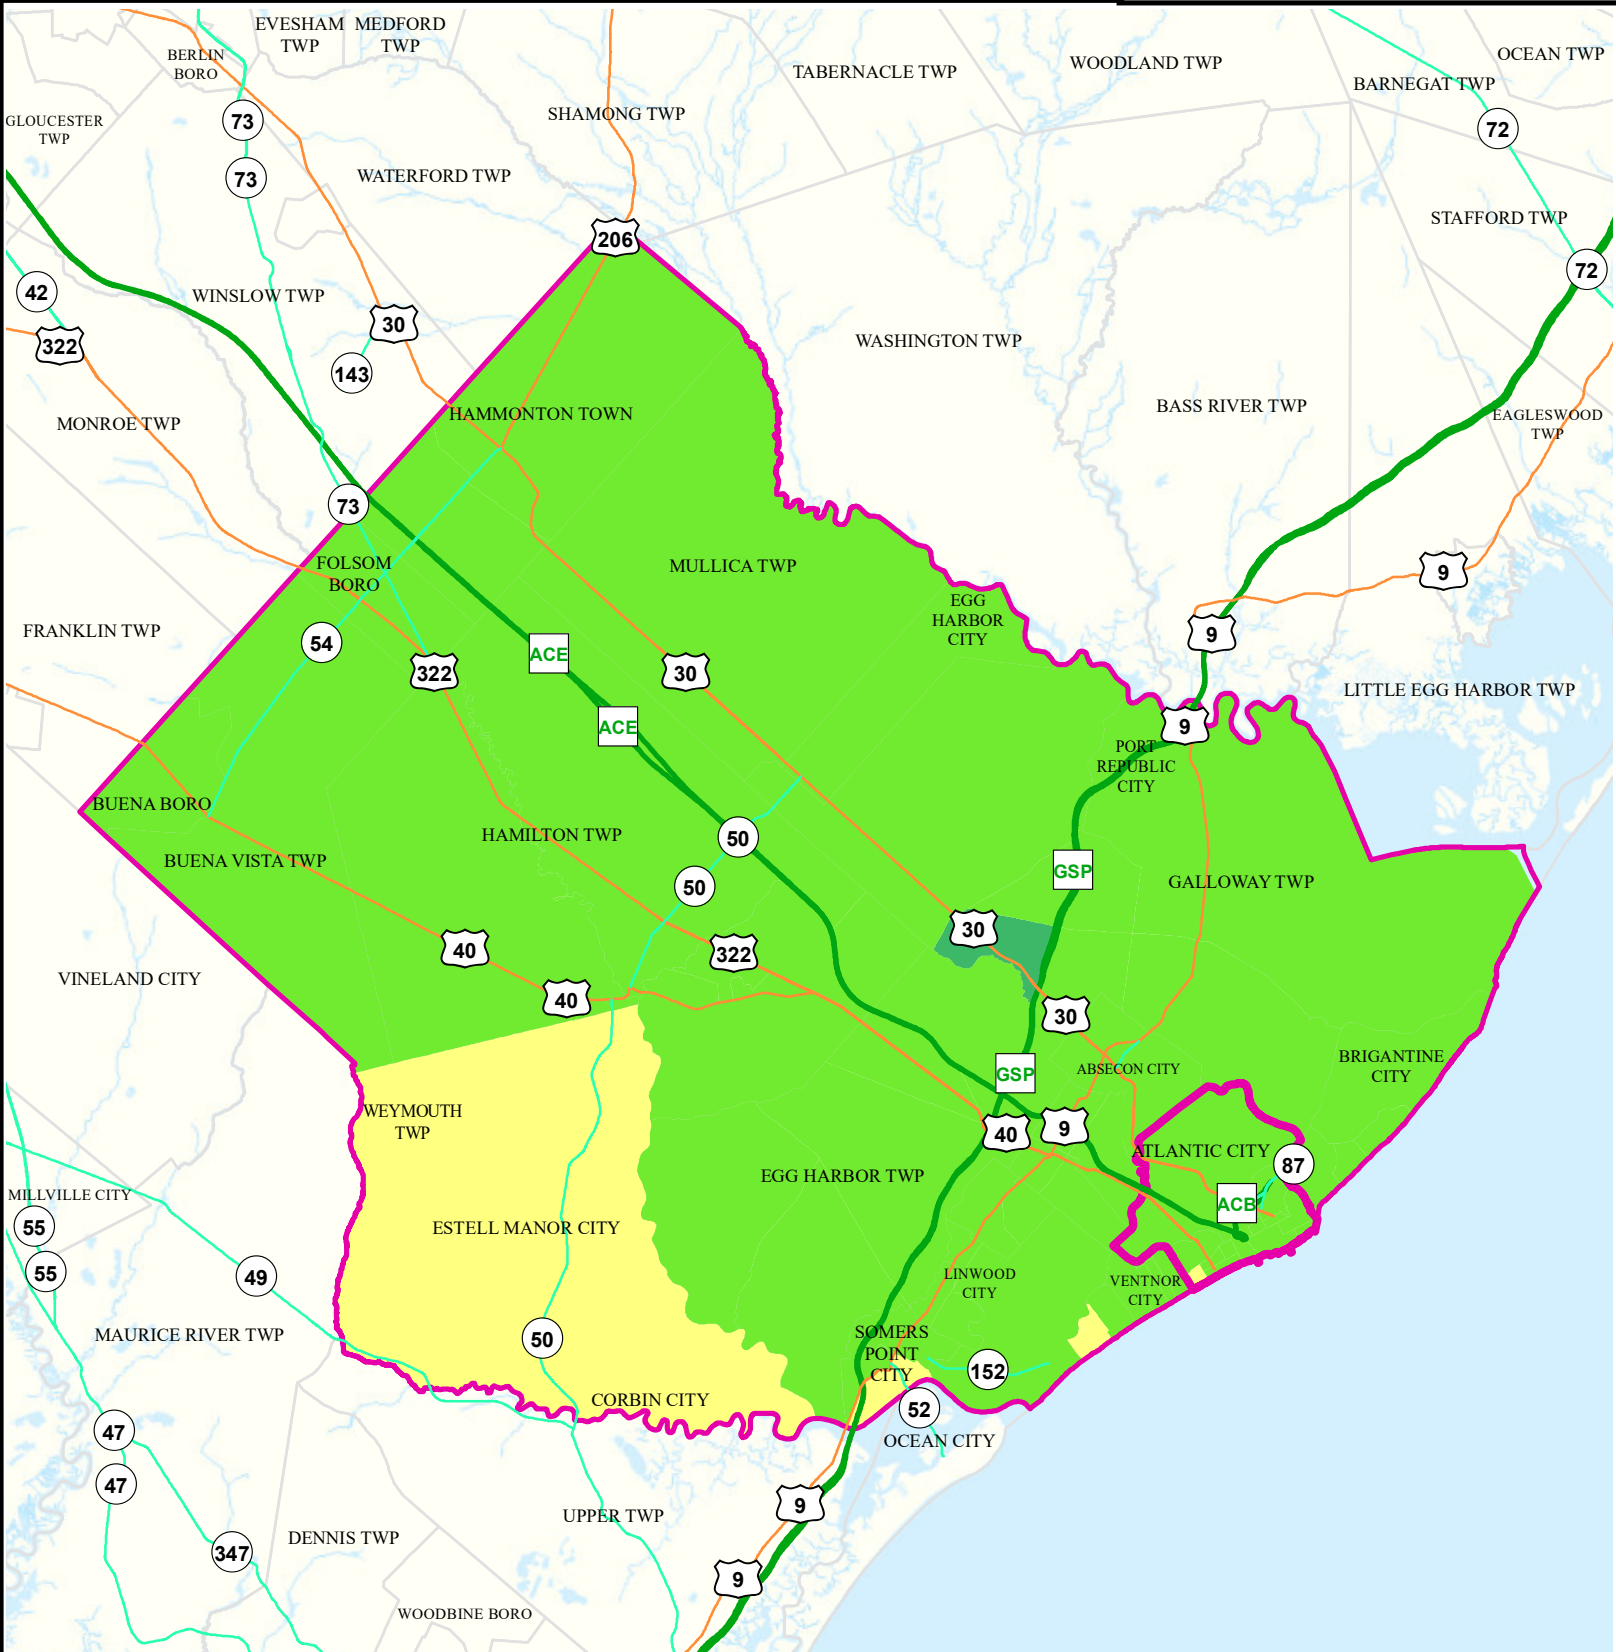 EVESHAM
TWP
MEDFORD
TWP
BERLIN
BORO
TABERNACLE TWP
WOODLAND TWP
OCEAN TWP
BARNEGAT TWP
GLOUCESTER
TWP
73
SHAMONG TWP
72
73
WATERFORD TWP
STAFFORD TWP
206
72
42
WINSLOW TWP
30
322
WASHINGTON TWP
143
MONROE TWP
HAMMONTON TOWN
BASS RIVER TWP
EAGLESWOOD
TWP
73
FOLSOM
BORO
MULLICA TWP
9
EGG
HARBOR
CITY
FRANKLIN TWP
54
9
ACE
322
30
LITTLE EGG HARBOR TWP
ACE
9
PORT
REPUBLIC
CITY
BUENA BORO
HAMILTON TWP
50
BUENA VISTA TWP
50
GSP
GALLOWAY TWP
30
40
322
VINELAND CITY
40
30
GSP
ABSECON CITY
BRIGANTINE
CITY
WEYMOUTH
TWP
40
9
ATLANTIC CITY
87
EGG HARBOR TWP
MILLVILLE CITY
55
ACB
ESTELL MANOR CITY
55
49
LINWOOD
CITY
VENTNOR
CITY
MAURICE RIVER TWP
50
SOMERS
POINT
CITY
152
CORBIN CITY
52
47
OCEAN CITY
47
9
UPPER TWP
DENNIS TWP
347
9
WOODBINE BORO